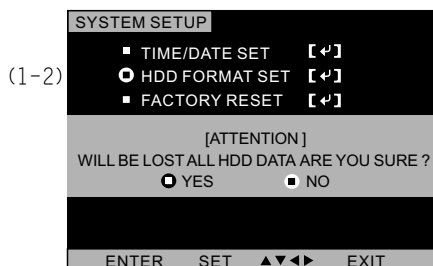 SYSTEM SETUP
TIME/DATE SET [↵]
(1-2) HDD FORMAT SET [↵]
FACTORY RESET [↵]
[ATTENTION ]
WILL BE LOST ALL HDD DATA ARE YOU SURE ?
YES NO
ENTER SET ▲▼◀▶ EXIT